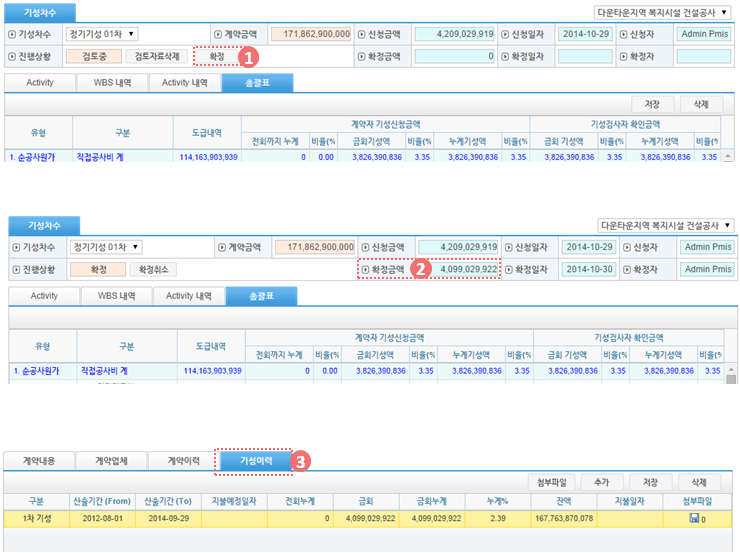 기성차수 다운타운지역 복지시설 건설공사 ▼
기성차수 정기기성 01차 ▼ 계약금액 171,862,900,000 신청금액 4,209,029,919 신청일자 2014-10-29 신청자 Admin Pmis
진행상황 검토중 검토자료삭제 확정 1 확정금액 0 확정일자 확정자
Activity WBS 내역 Activity 내역 총괄표
저장 삭제
유형 구분 도급내역 계약자 기성신청금액 기성검사자 확인금액
전회까지 누계 비율(% 금회기성액 비율(% 누계기성액 비율(% 금회 기성액 비율(% 누계기성액 비율(%
1. 순공사원가 직접공사비 계 114,163,903,939 0 0.00 3,826,390,836 3.35 3,826,390,836 3.35 3,826,390,836 3.35 3,826,390,836 3.35
기성차수 다운타운지역 복지시설 건설공사 ▼
기성차수 정기기성 01차 ▼ 계약금액 171,862,900,000 신청금액 4,209,029,919 신청일자 2014-10-29 신청자 Admin Pmis
진행상황 확정 확정취소 확정금액 2 4,099,029,922 확정일자 2014-10-30 확정자 Admin Pmis
Activity WBS 내역 Activity 내역 총괄표
유형 구분 도급내역 계약자 기성신청금액 기성검사자 확인금액
전회까지 누계 비율(% 금회기성액 비율(% 누계기성액 비율(% 금회 기성액 비율(% 누계기성액 비율(%
1. 순공사원가 직접공사비 계 114,163,903,939 0 0.00 3,826,390,836 3.35 3,826,390,836 3.35 3,826,390,836 3.35 3,826,390,836 3.35
계약내용 계약업체 계약이력 기성이력 3
첨부파일 추가 저장 삭제
구분 산출기간 (From) 산출기간 (To) 지불예정일자 전회누계 금회 금회누계 누계% 잔액 지불일자 첨부파일
1차 기성 2012-08-01 2014-09-29 0 4,099,029,922 4,099,029,922 2.39 167,763,870,078 0